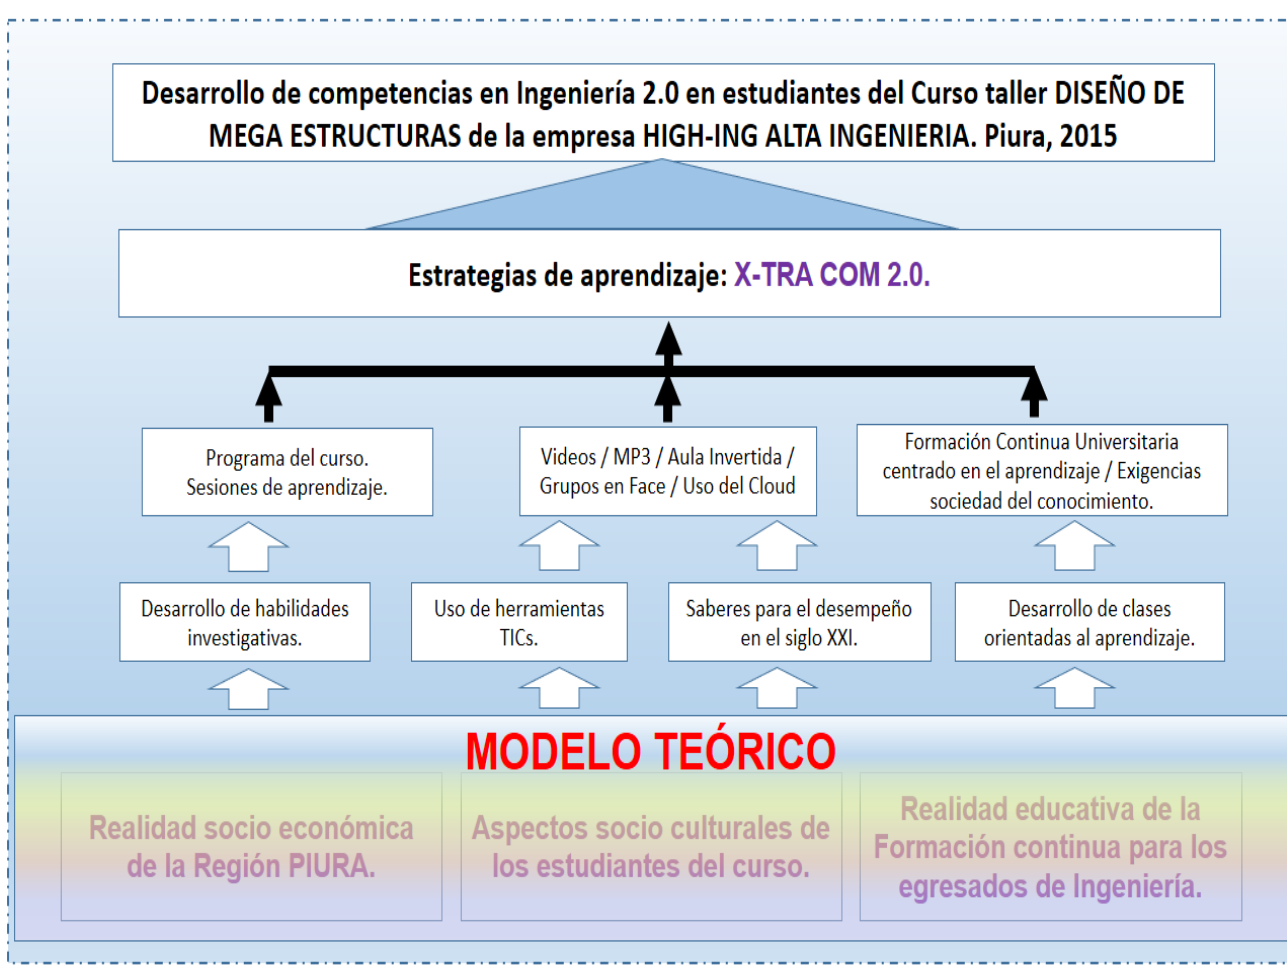 Desarrollo de competencias en Ingeniería 2.0 en estudiantes del Curso taller DISEÑO DE
MEGA ESTRUCTURAS de la empresa HIGH-ING ALTA INGENIERIA. Piura, 2015
Estrategias de aprendizaje: X-TRA COM 2.0.
Programa del curso.
Sesiones de aprendizaje.
Videos / MP3 / Aula Invertida /
Grupos en Face / Uso del Cloud
Formación Continua Universitaria
centrado en el aprendizaje / Exigencias
sociedad del conocimiento.
Desarrollo de habilidades
investigativas.
Uso de herramientas
TICs.
Saberes para el desempeño
en el siglo XXI.
Desarrollo de clases
orientadas al aprendizaje.
MODELO TEÓRICO
Realidad socio económica
de la Región PIURA.
Aspectos socio culturales de
los estudiantes del curso.
Realidad educativa de la
Formación continua para los
egresados de Ingeniería.